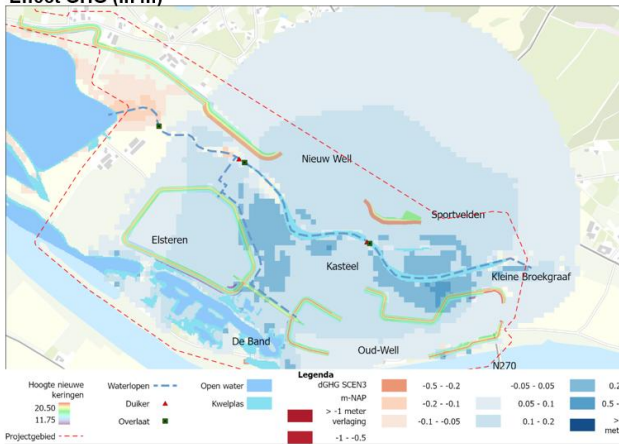 Effect GHG (in m)
Nieuw Well
Sportvelden
Elsteren
Kasteel
Kleine Broekgraaf
De Band
Oud-Well
N270
Legenda
Hoogte nieuwe
keringen
20.50
11.75
Projectgebied
Waterlopen
Duiker
Overlaat
Open water
Kwelplas
dGHG SCEN3
m-NAP
> -1 meter
verlaging
-1 - -0.5
-0.5 - -0.2
-0.2 - -0.1
-0.1 - -0.05
-0.05 - 0.05
0.05 - 0.1
0.1 - 0.2
0.2
0.5 -
>
met